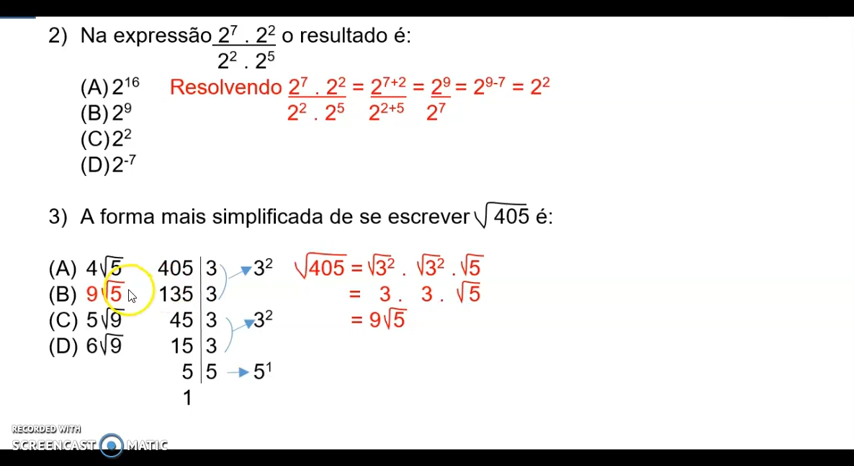 2) Na expressão 2⁷ . 2² / 2² . 2⁵ o resultado é:
(A) 2¹⁶ Resolvendo 2⁷ . 2² / 2² . 2⁵ = 2⁷⁺² / 2²⁺⁵ = 2⁹ / 2⁷ = 2⁹⁻⁷ = 2²
(B) 2⁹
(C) 2²
(D) 2⁻⁷
3) A forma mais simplificada de se escrever √405 é:
(A) 4√5 405 | 3 3² √405 = √3² . √3² . √5
(B) 9√5 135 | 3 = 3 . 3 . √5
(C) 5√9 45 | 3 3² = 9√5
(D) 6√9 15 | 3
5 | 5 5¹
1
RECORDED WITH
SCREENCAST MATIC